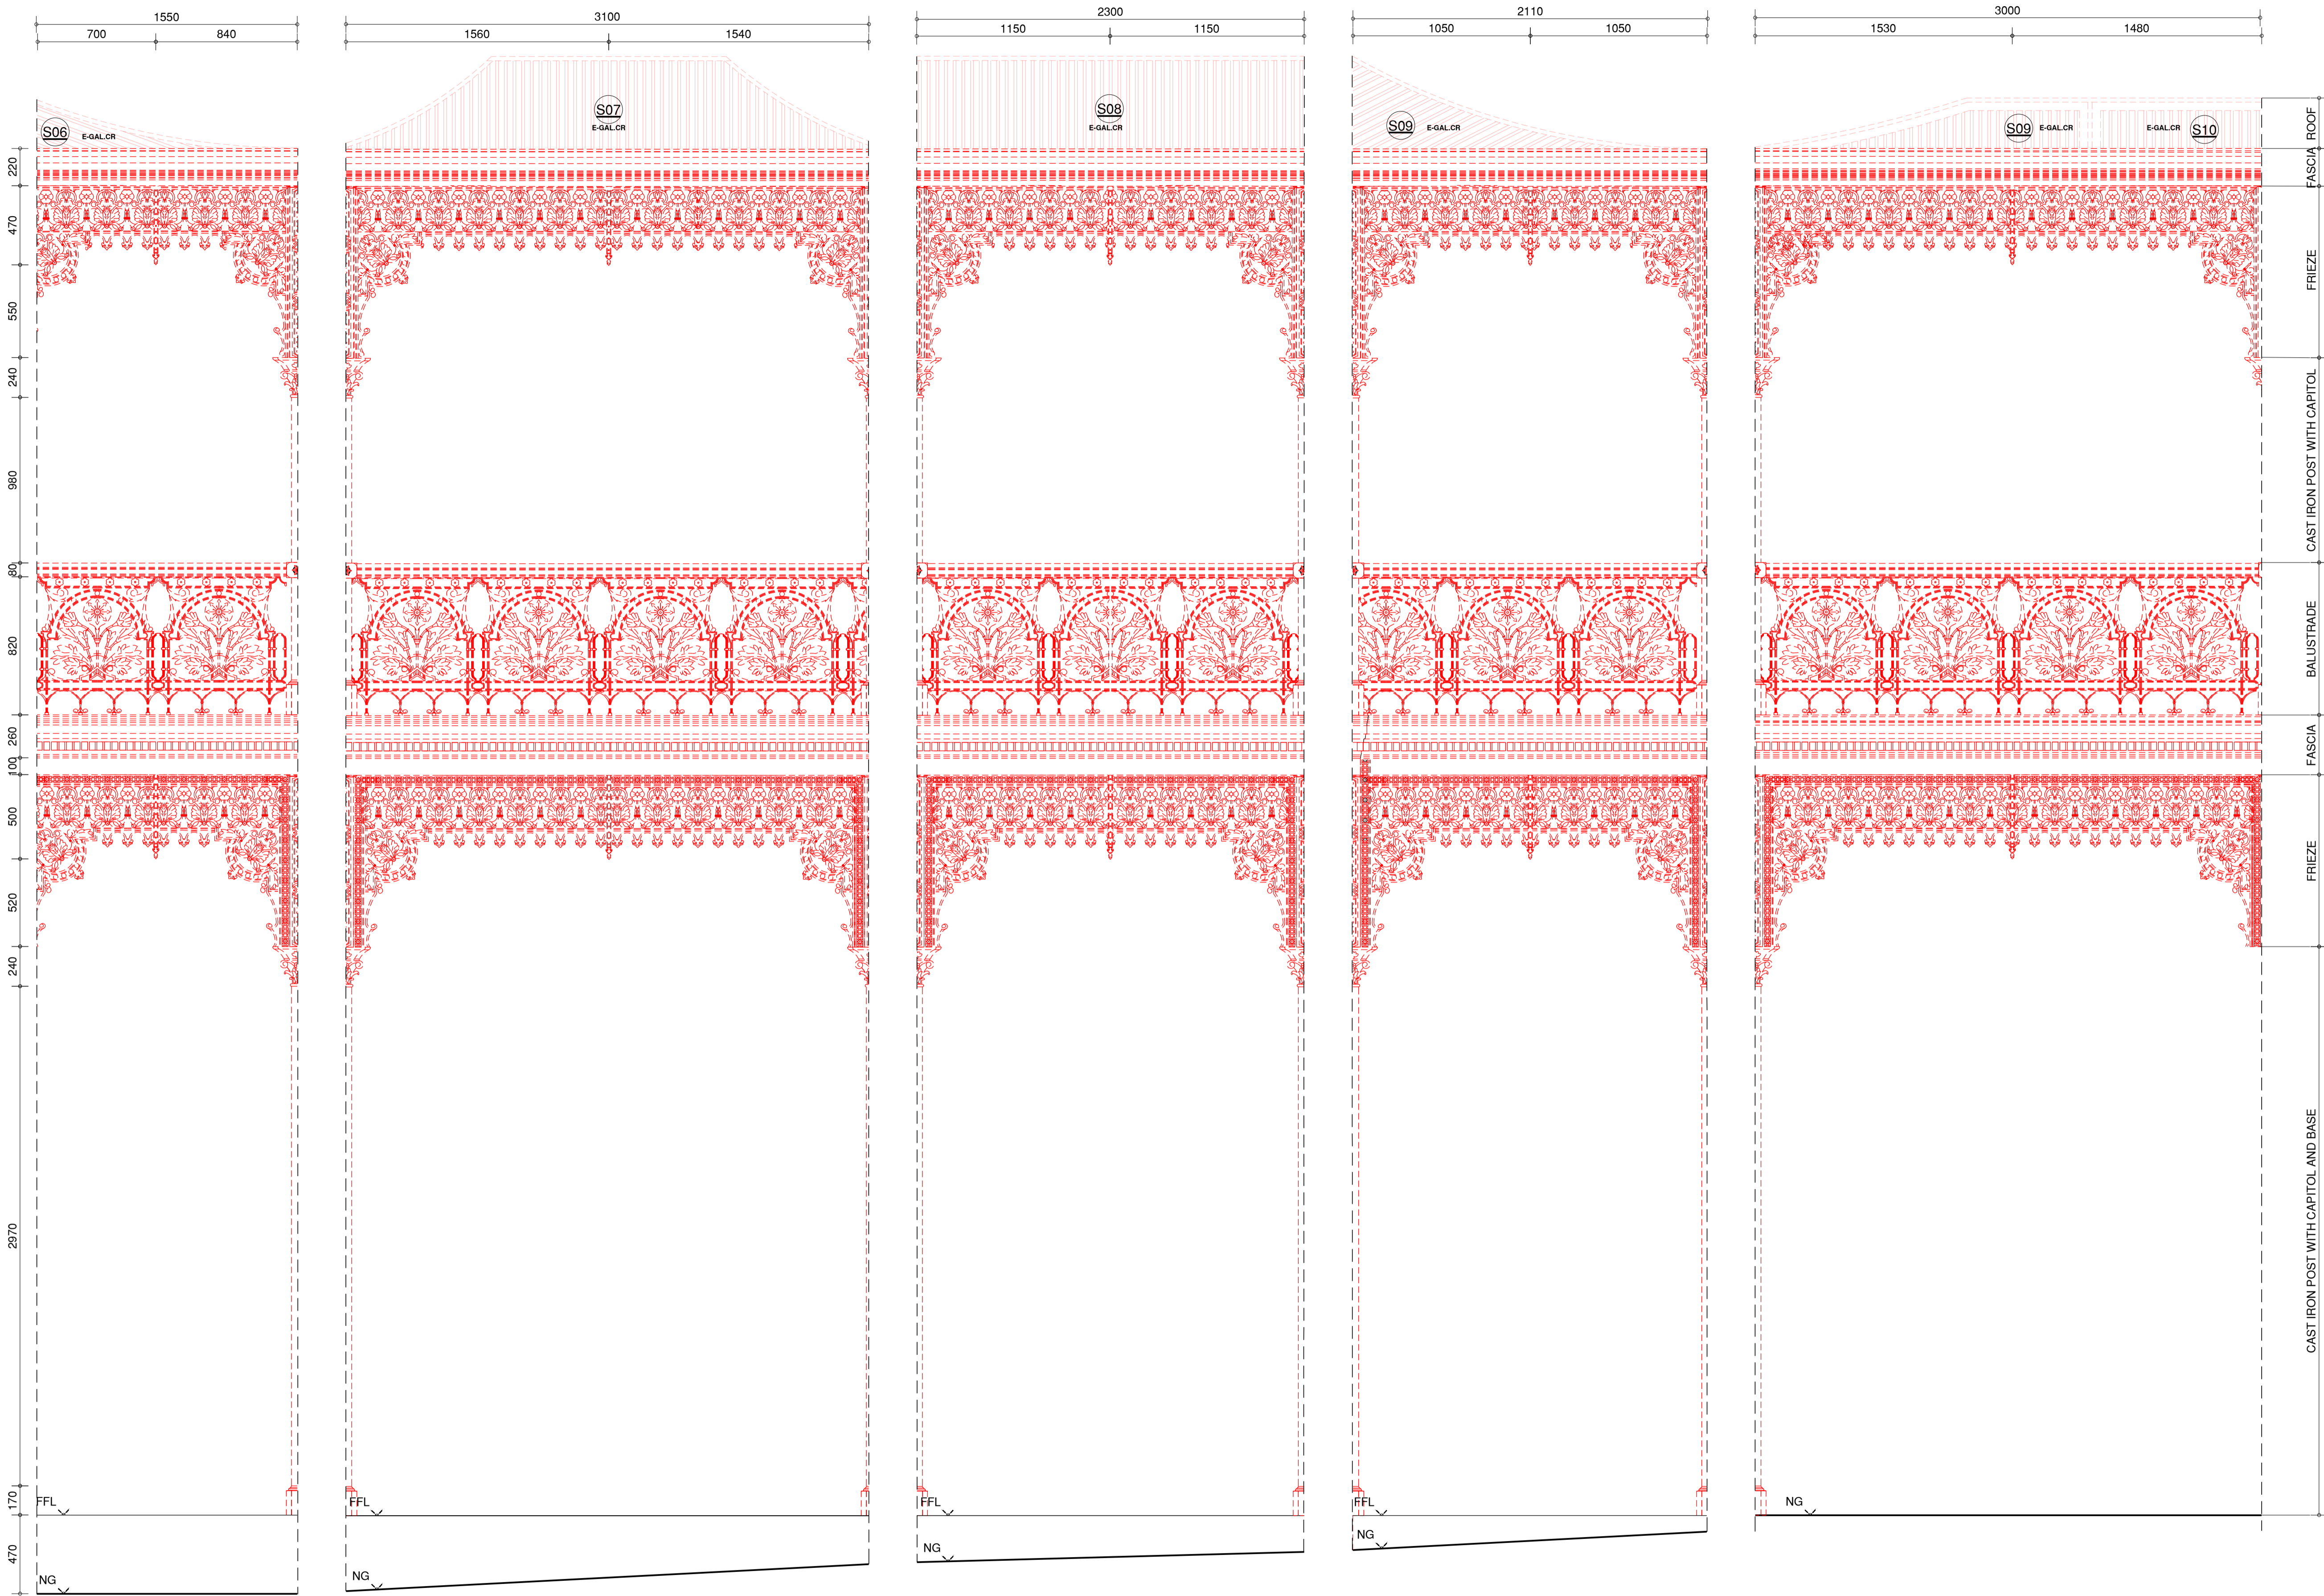 1550
700 840
3100
1560 1540
2300
1150 1150
2110
1050 1050
3000
1530 1480
S06 E-GAL.CR
S07
E-GAL.CR
S08
E-GAL.CR
S09 E-GAL.CR
S09 E-GAL.CR
E-GAL.CR S10
220
470
550
240
980
80
820
260
100
500
520
240
2970
170
470
ROOF
FASCIA
FRIEZE
CAST IRON POST WITH CAPITOL
BALUSTRADE
FASCIA
FRIEZE
CAST IRON POST WITH CAPITOL AND BASE
FFL
NG
FFL
NG
FFL
NG
FFL
NG
NG